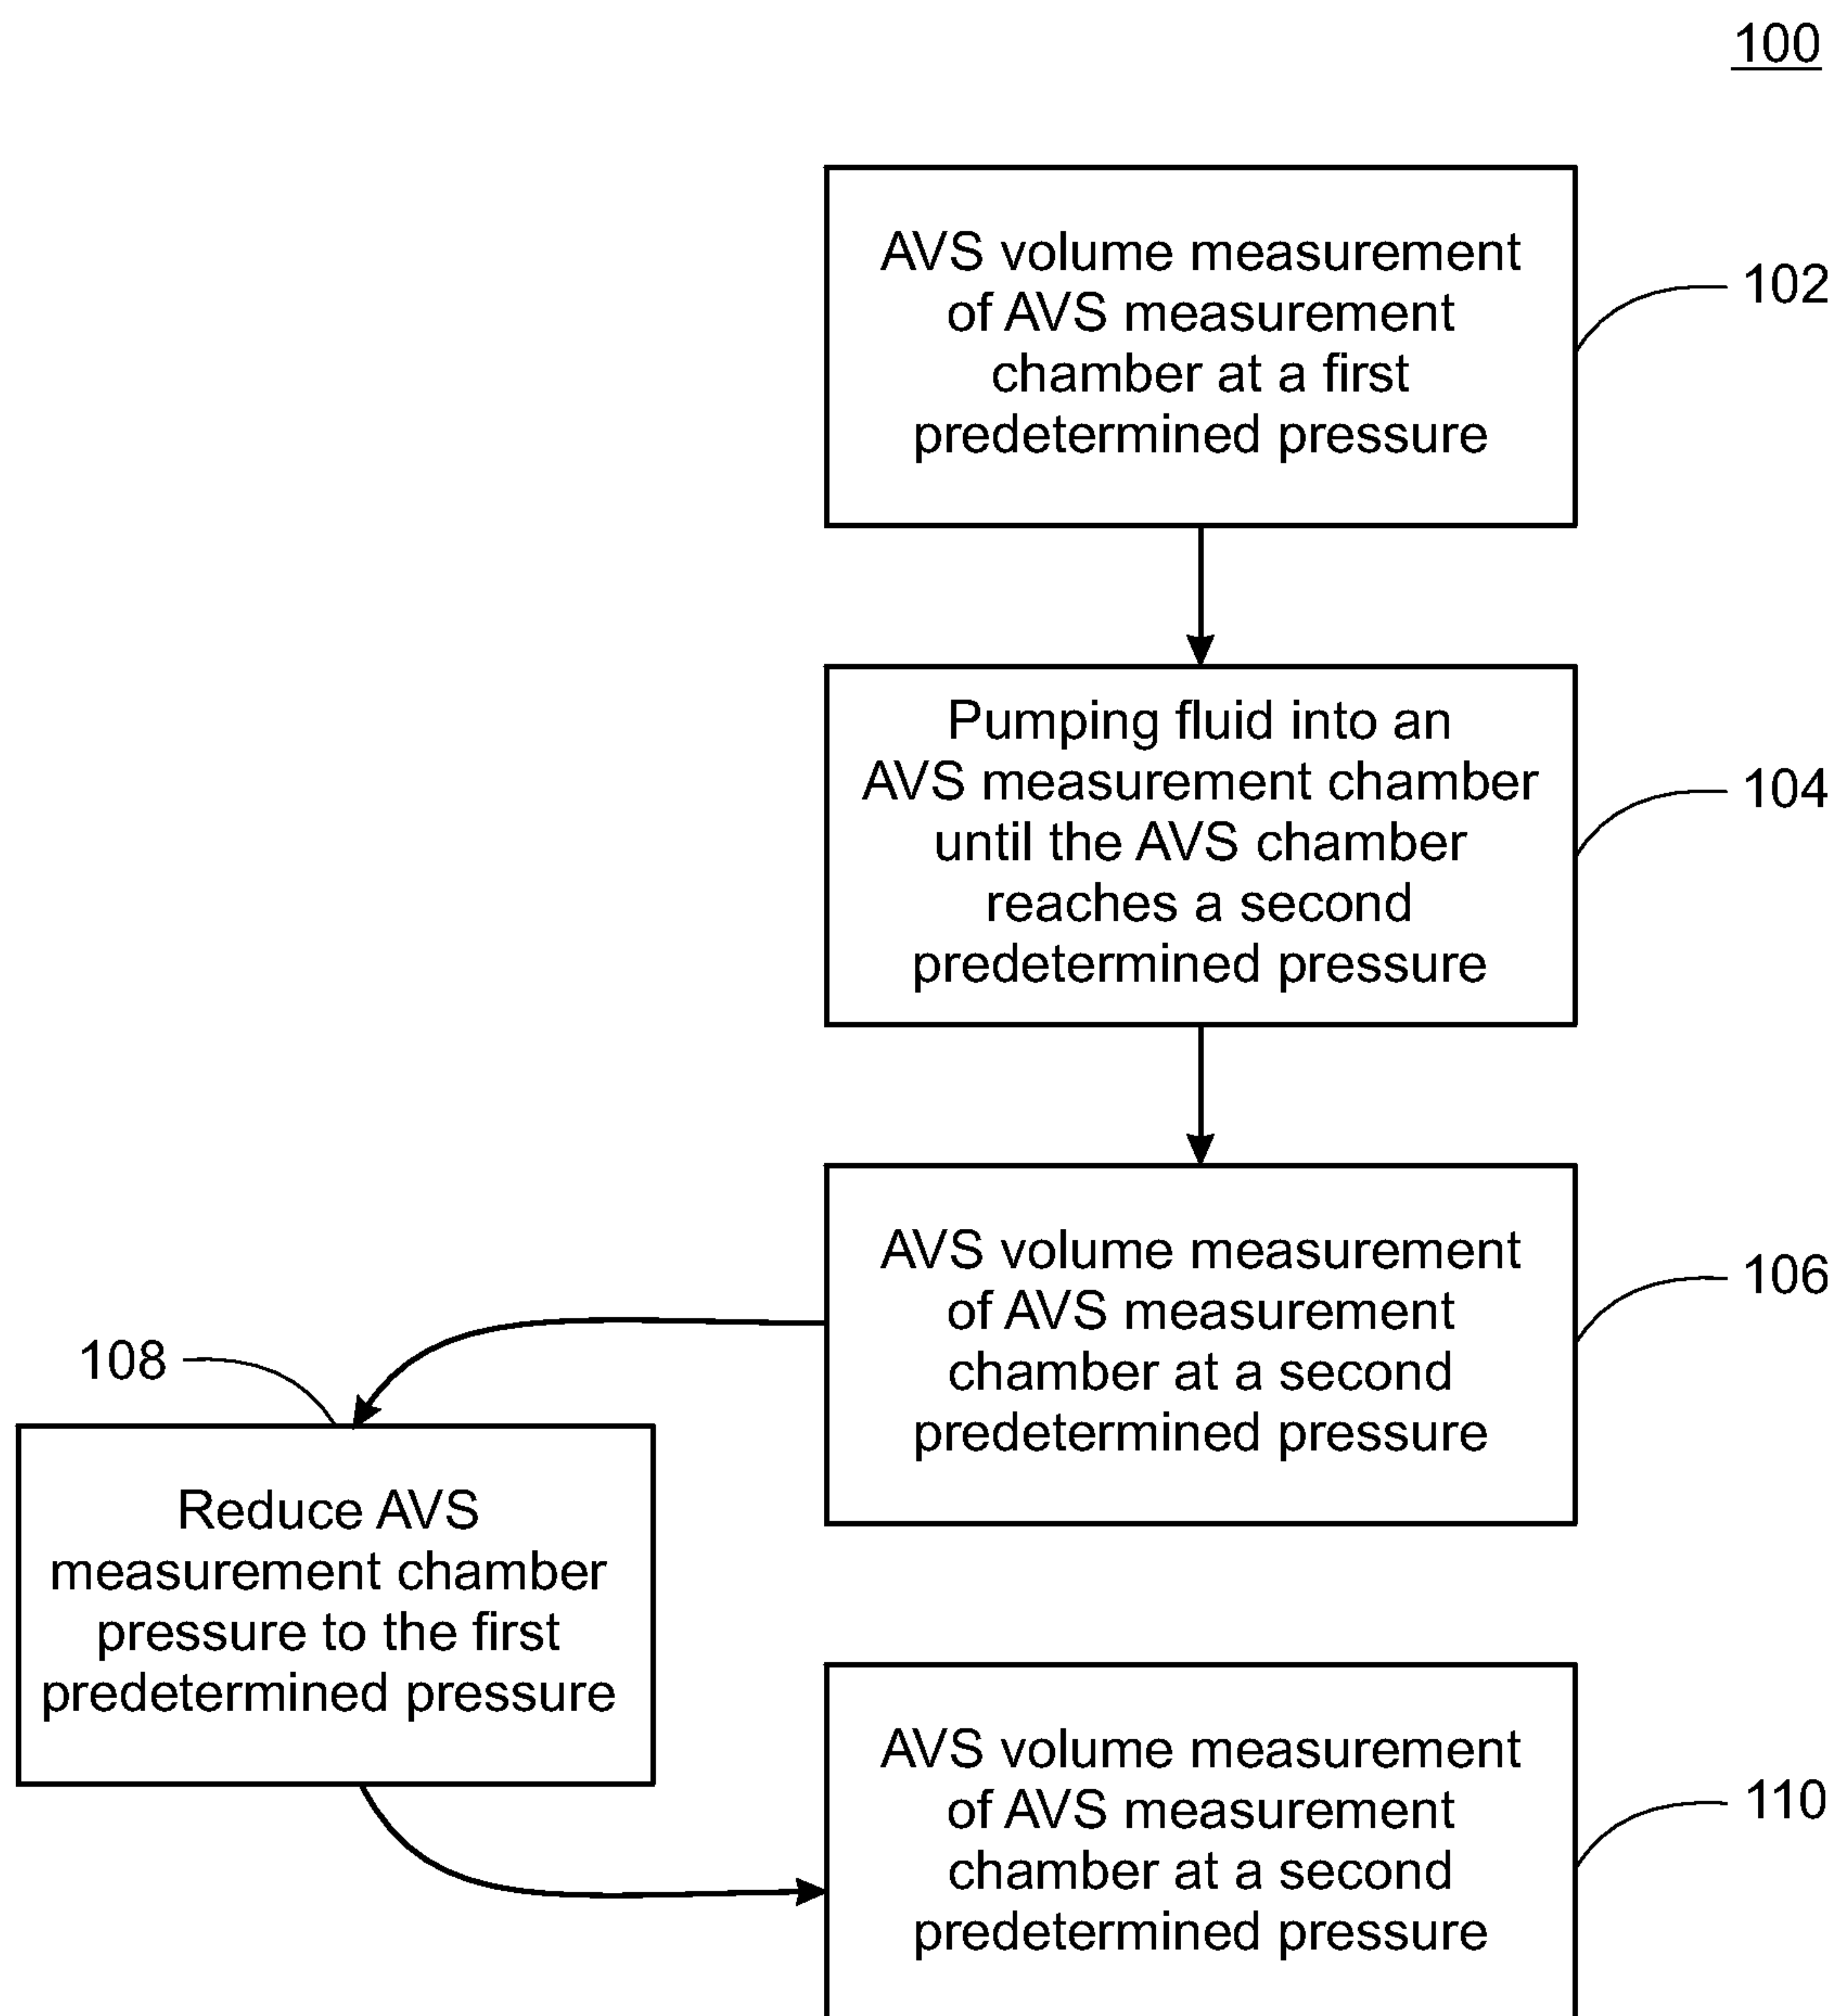 100
AVS volume measurement
of AVS measurement
chamber at a first
predetermined pressure
102
Pumping fluid into an
AVS measurement chamber
until the AVS chamber
reaches a second
predetermined pressure
104
AVS volume measurement
of AVS measurement
chamber at a second
predetermined pressure
106
108
Reduce AVS
measurement chamber
pressure to the first
predetermined pressure
AVS volume measurement
of AVS measurement
chamber at a second
predetermined pressure
110